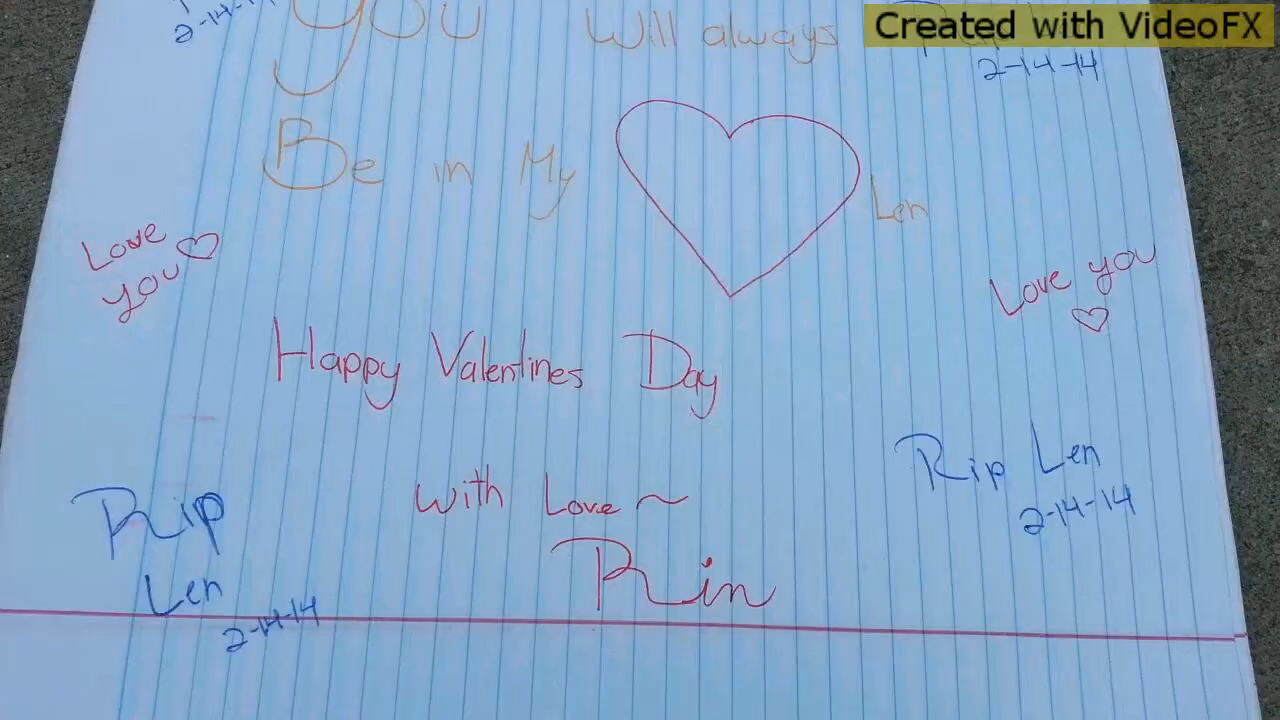 2-14-14
You Will always
Created with VideoFX
2-14-14
Be in My
Len
Love
you
Love you
Happy Valentines Day
Rip Len
2-14-14
With Love ~
Rin
Rip
Len
2-14-14